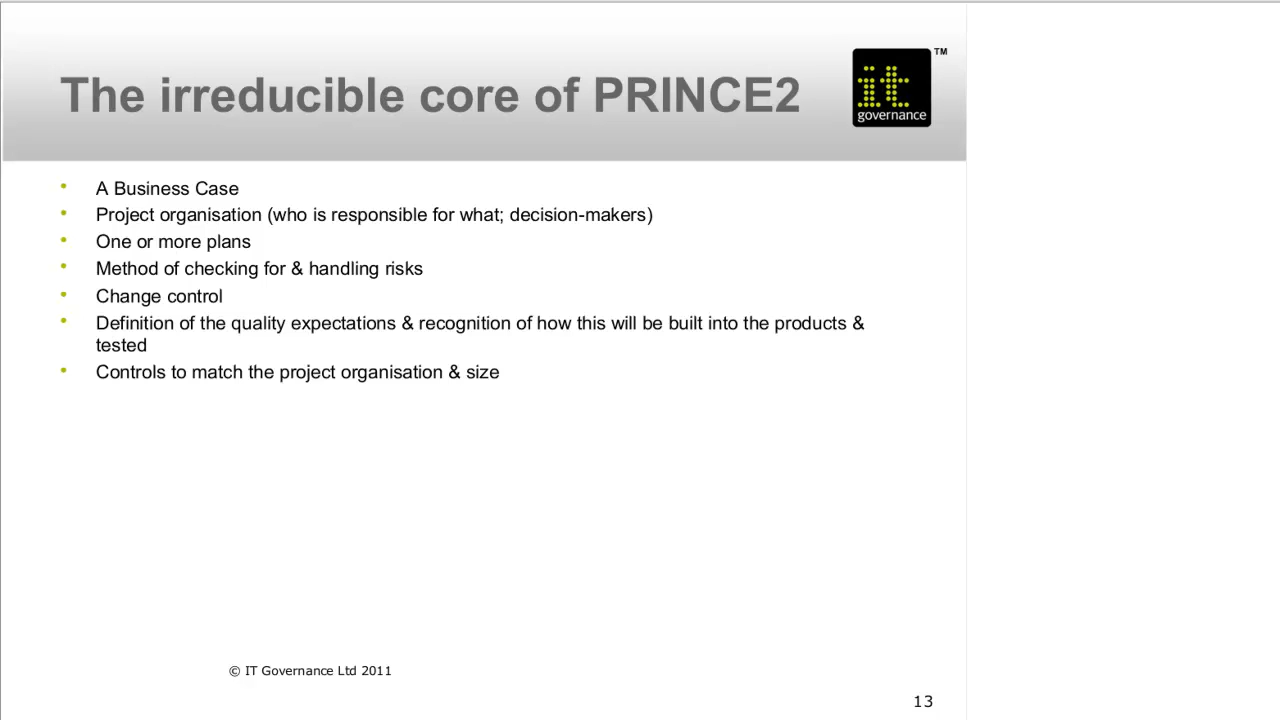 The irreducible core of PRINCE2
it
governance
TM
• A Business Case
• Project organisation (who is responsible for what; decision-makers)
• One or more plans
• Method of checking for & handling risks
• Change control
• Definition of the quality expectations & recognition of how this will be built into the products &
tested
• Controls to match the project organisation & size
© IT Governance Ltd 2011
13